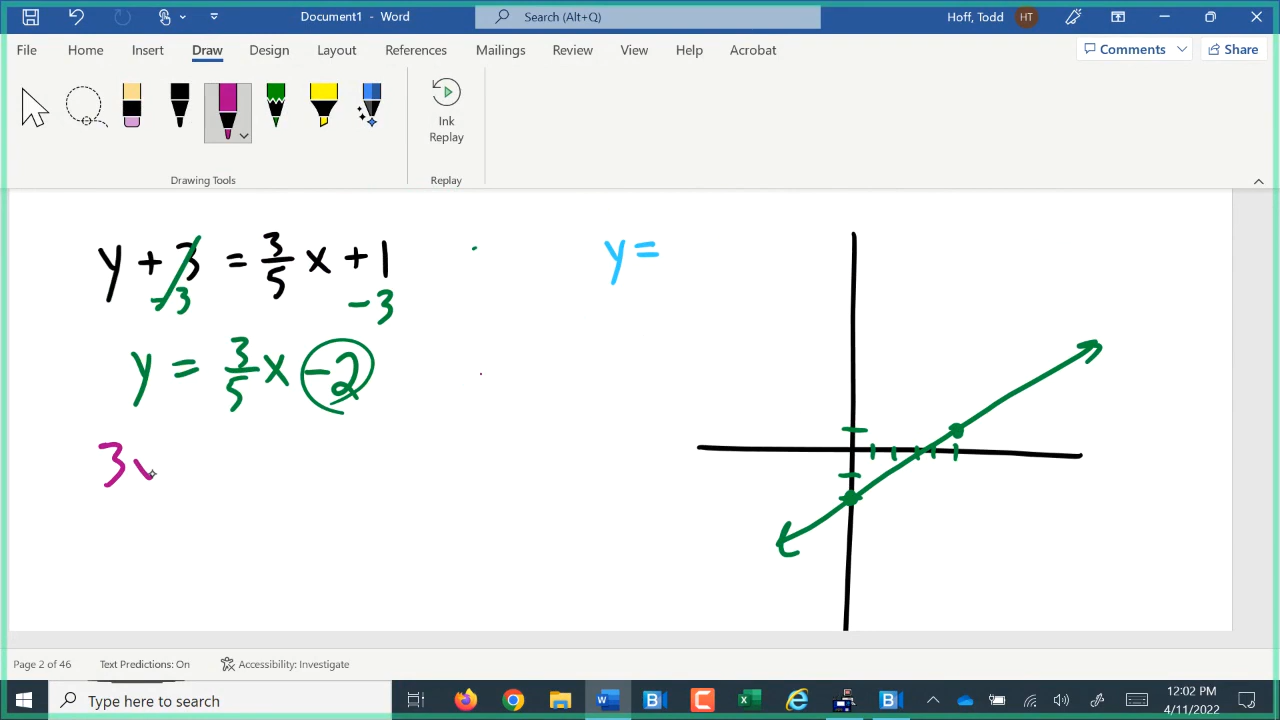 Document1 - Word
Search (Alt+Q)
Hoff, Todd
HT
File Home Insert Draw Design Layout References Mailings Review View Help Acrobat
Comments
Share
Ink
Replay
Drawing Tools
Replay
y + 3 = 3/5 x + 1
y =
- 3 - 3
y = 3/5 x - 2
3
Page 2 of 46
Text Predictions: On
Accessibility: Investigate
Type here to search
12:02 PM
4/11/2022